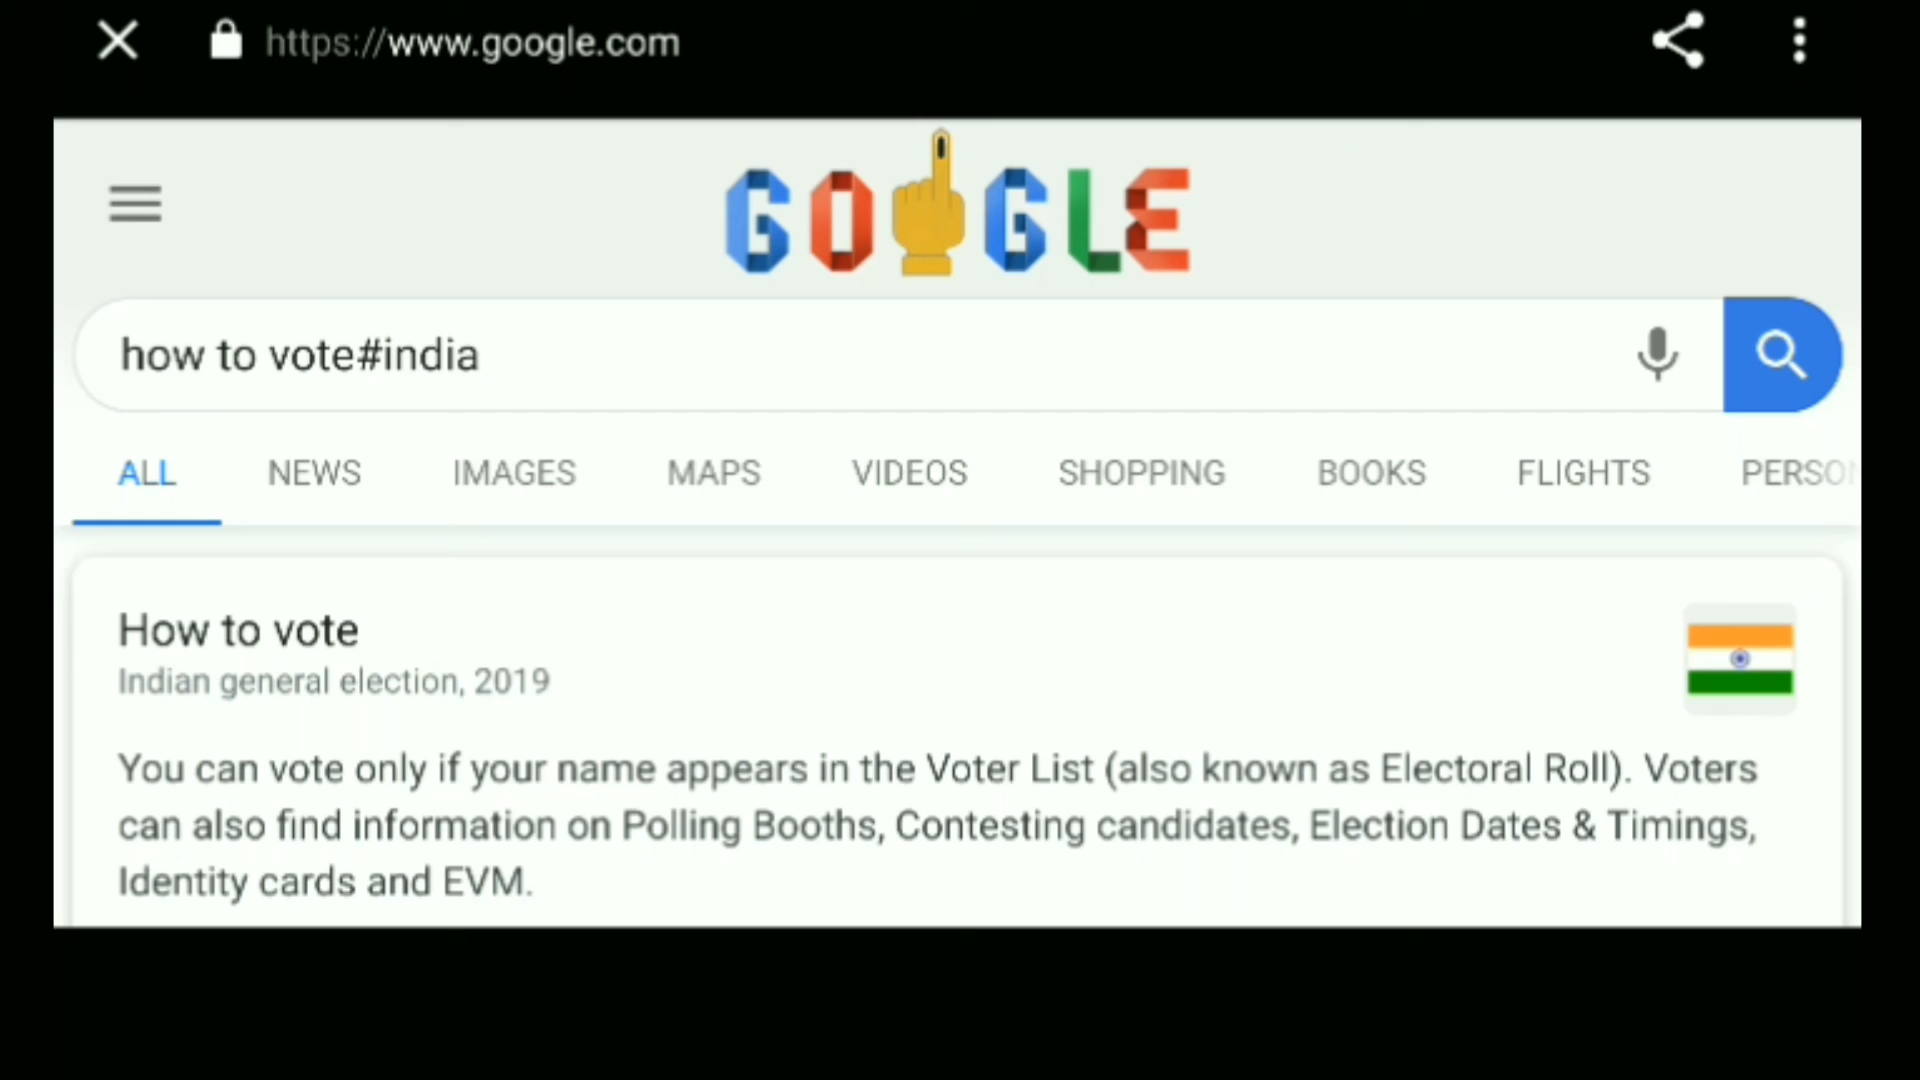 https://www.google.com
GO GLE
how to vote#india
ALL NEWS IMAGES MAPS VIDEOS SHOPPING BOOKS FLIGHTS PERSO
How to vote
Indian general election, 2019
You can vote only if your name appears in the Voter List (also known as Electoral Roll). Voters
can also find information on Polling Booths, Contesting candidates, Election Dates & Timings,
Identity cards and EVM.